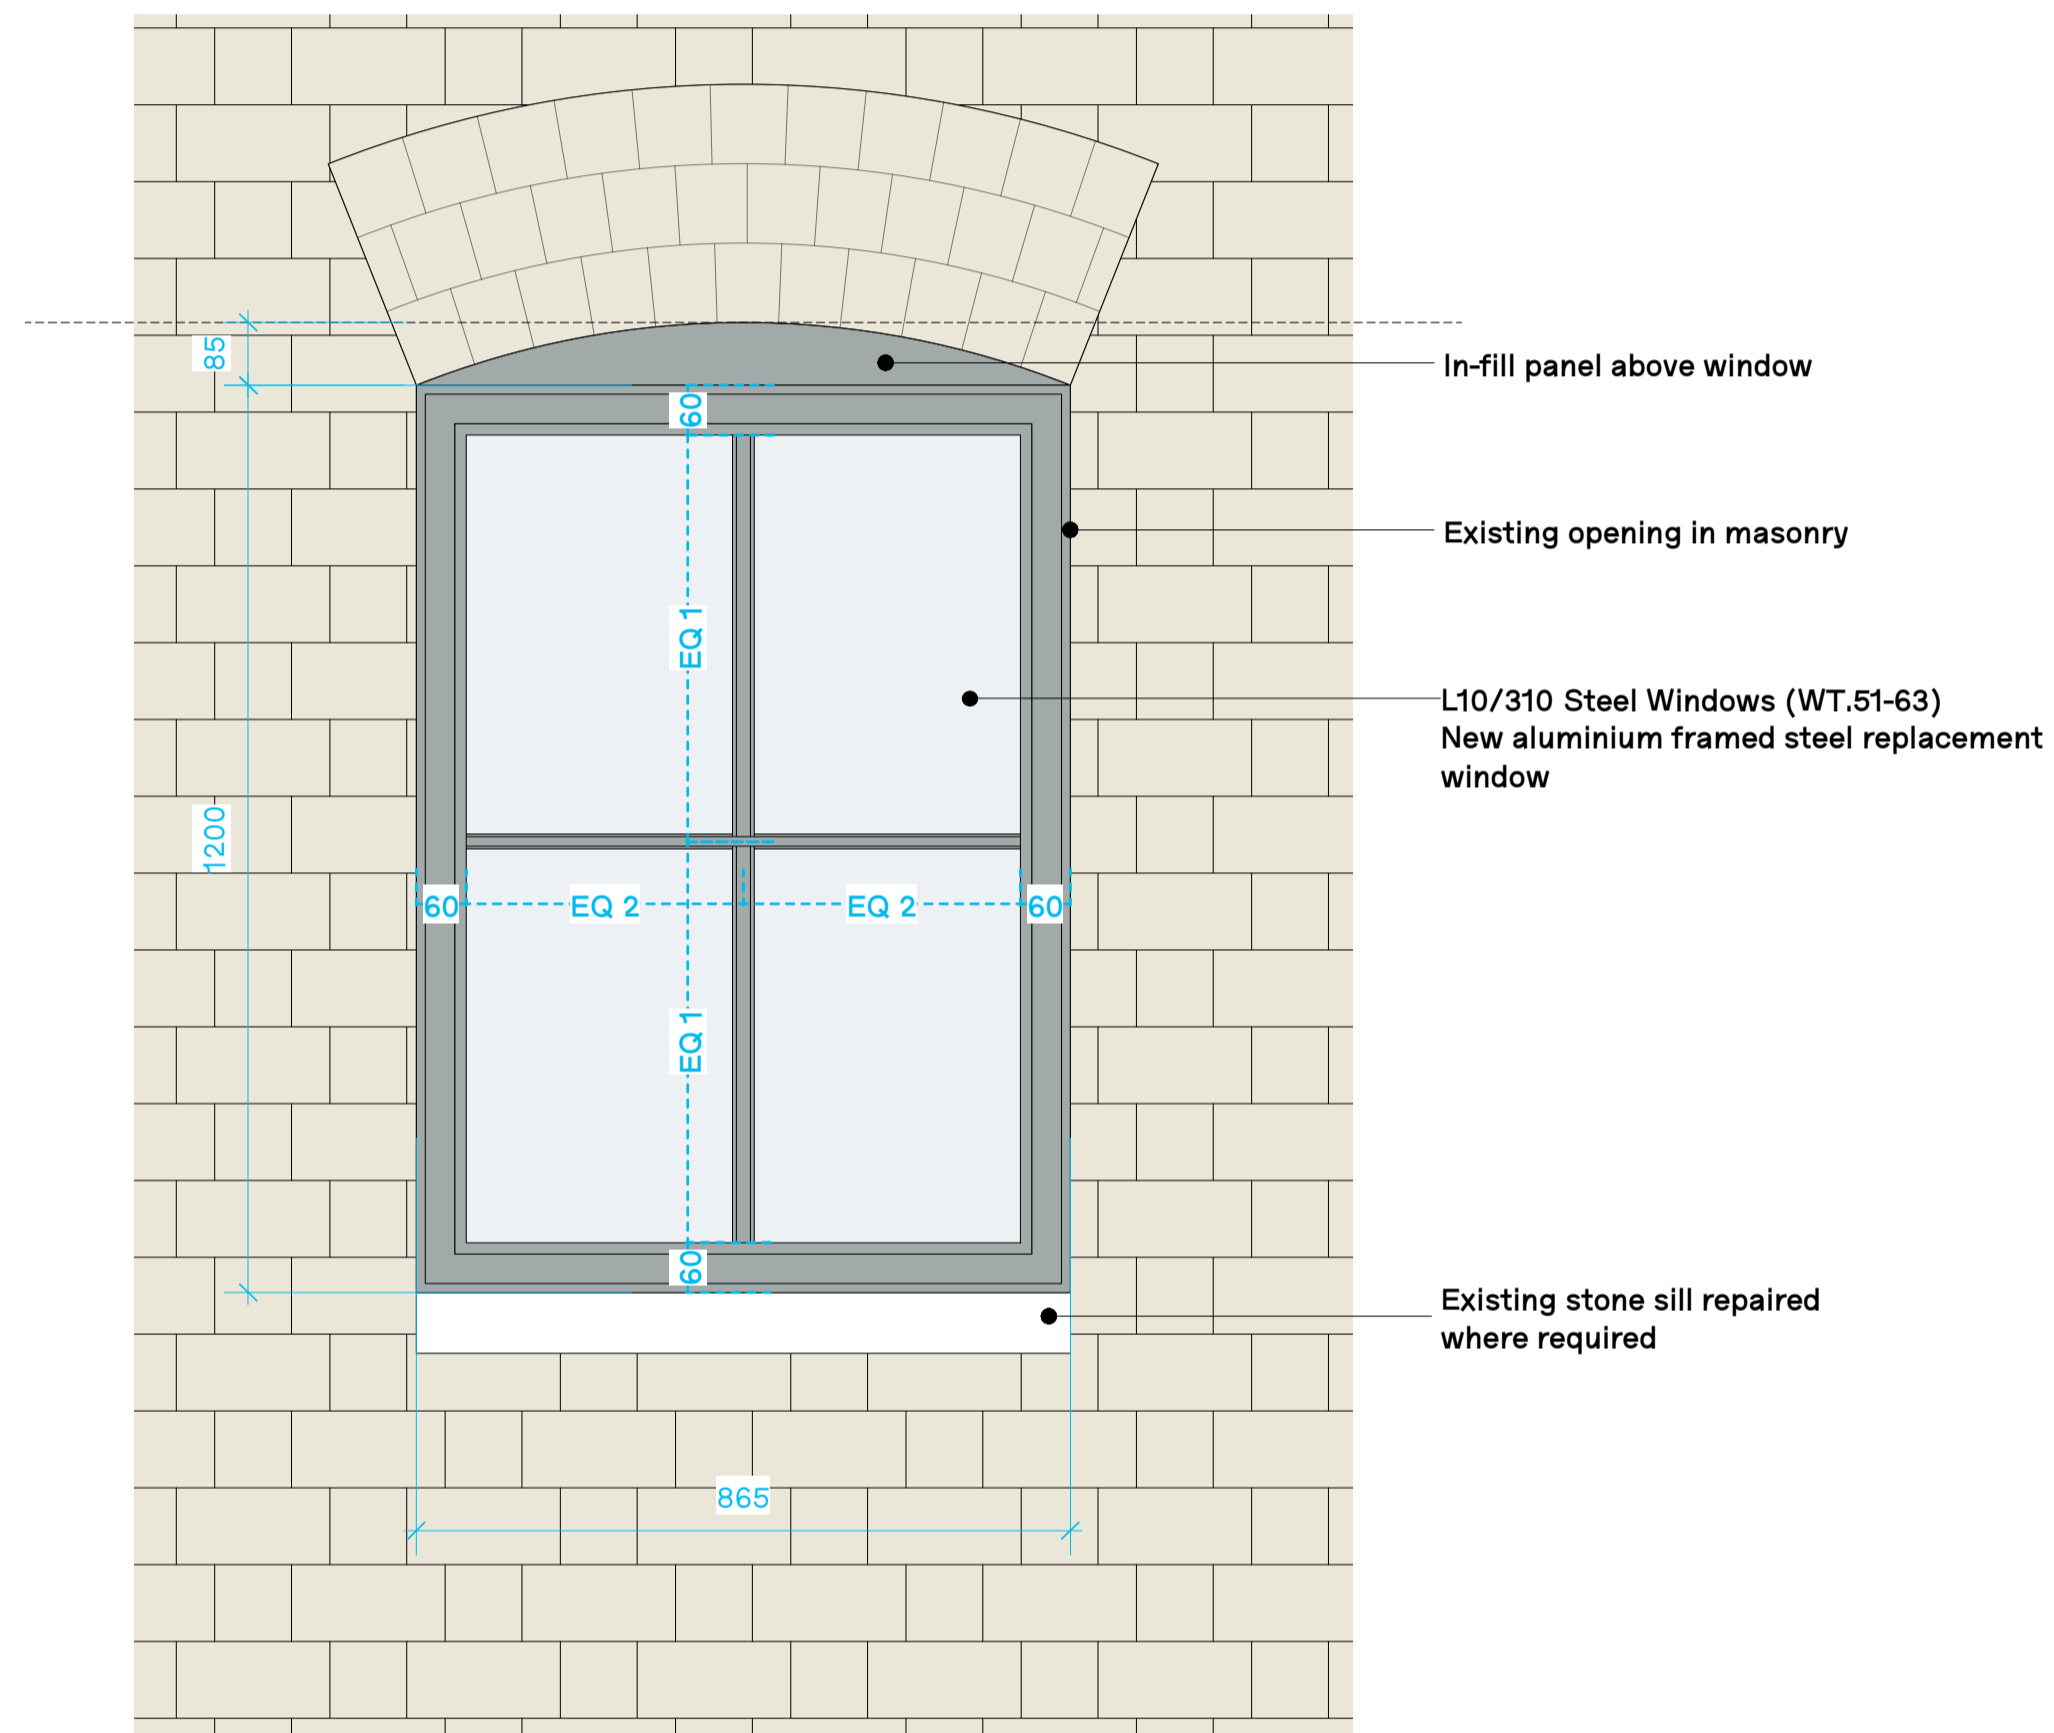 85
In-fill panel above window
60
Existing opening in masonry
EQ 1
L10/310 Steel Windows (WT.51-63)
New aluminium framed steel replacement
window
1200
60
EQ 2
EQ 2
60
EQ 1
60
Existing stone sill repaired
where required
865